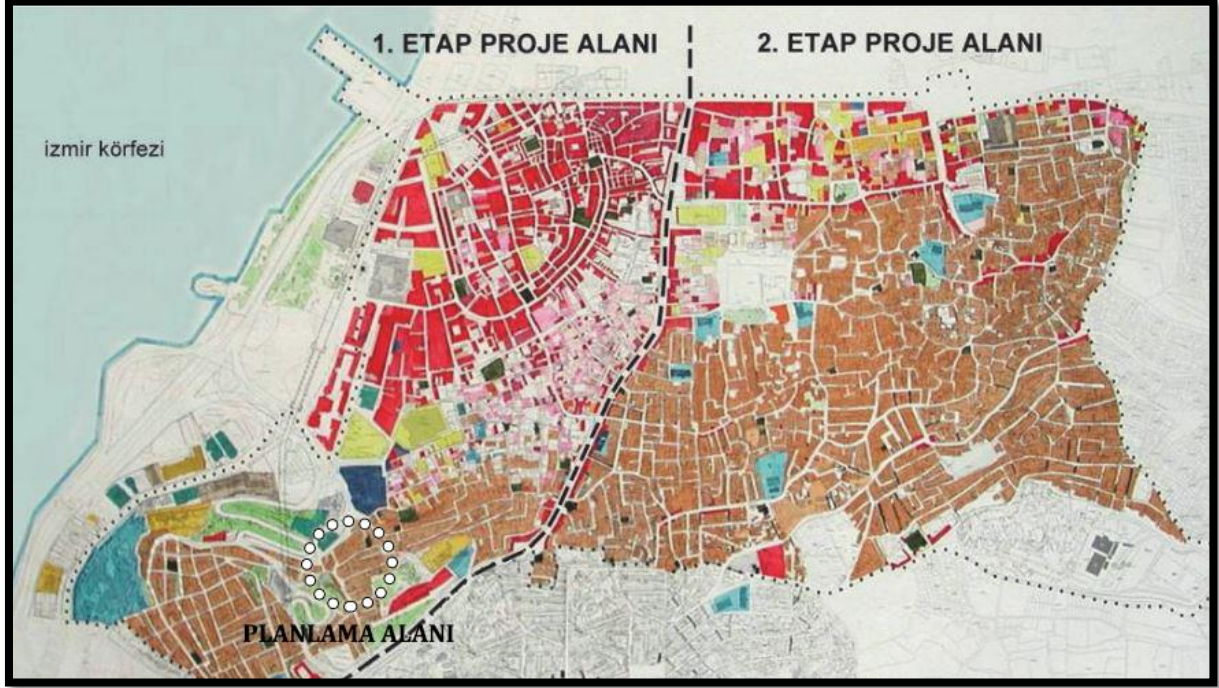 1. ETAP PROJE ALANI
2. ETAP PROJE ALANI
izmir körfezi
PLANLAMA ALANI